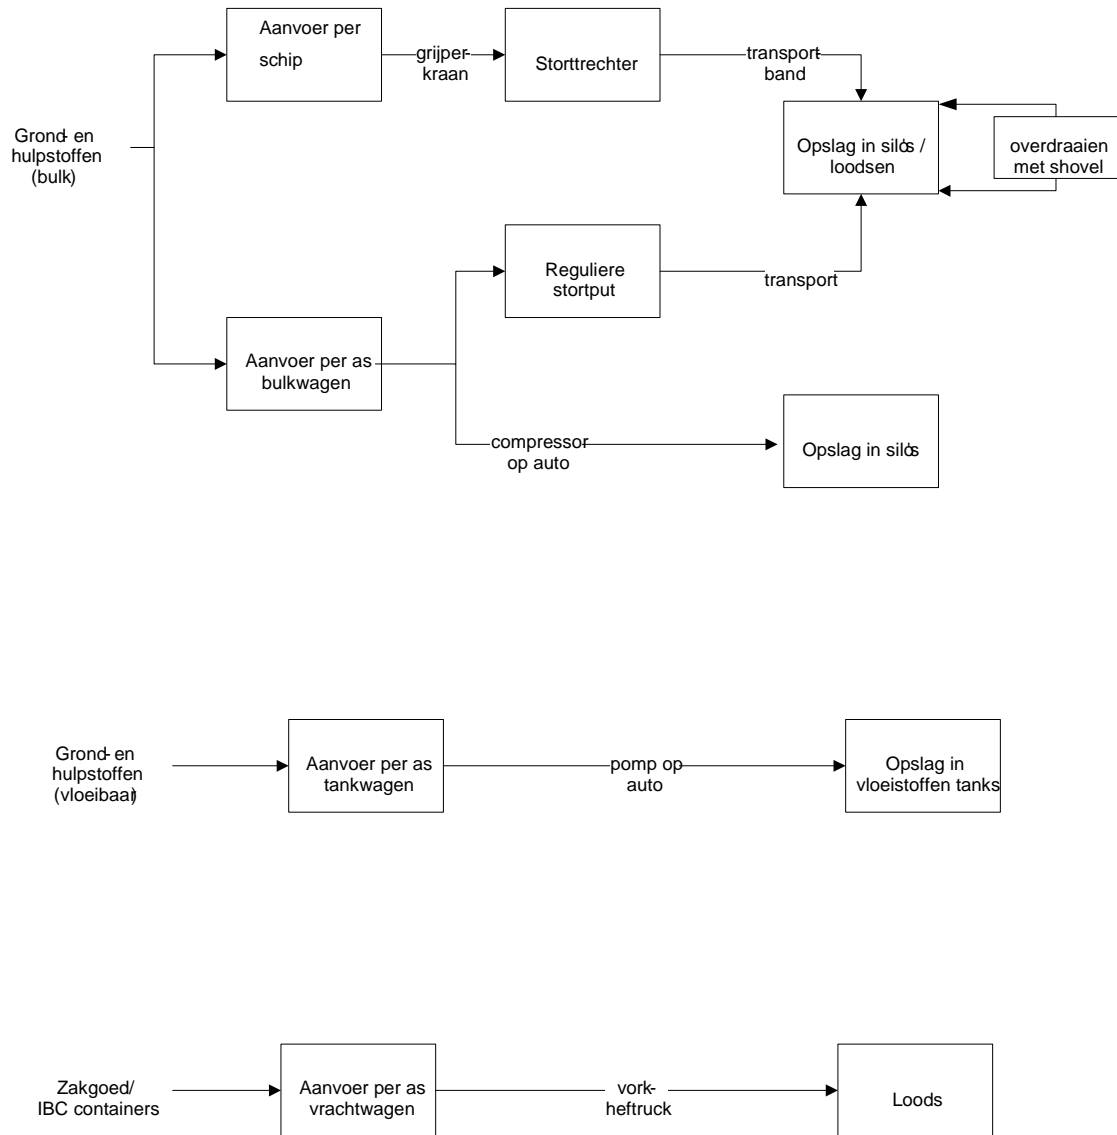 Aanvoer per
schip
grijper-
kraan
Storttrechter
transport-
band
Grond- en
hulpstoffen
(bulk)
Opslag in silo's /
loodsen
overdraaien
met shovel
Reguliere
stortput
transport
Aanvoer per as
bulkwagen
compressor
op auto
Opslag in silo's
Grond- en
hulpstoffen
(vloeibaar)
Aanvoer per as
tankwagen
pomp op
auto
Opslag in
vloeistoffen tanks
Zakgoed/
IBC containers
Aanvoer per as
vrachtwagen
vork-
heftruck
Loods